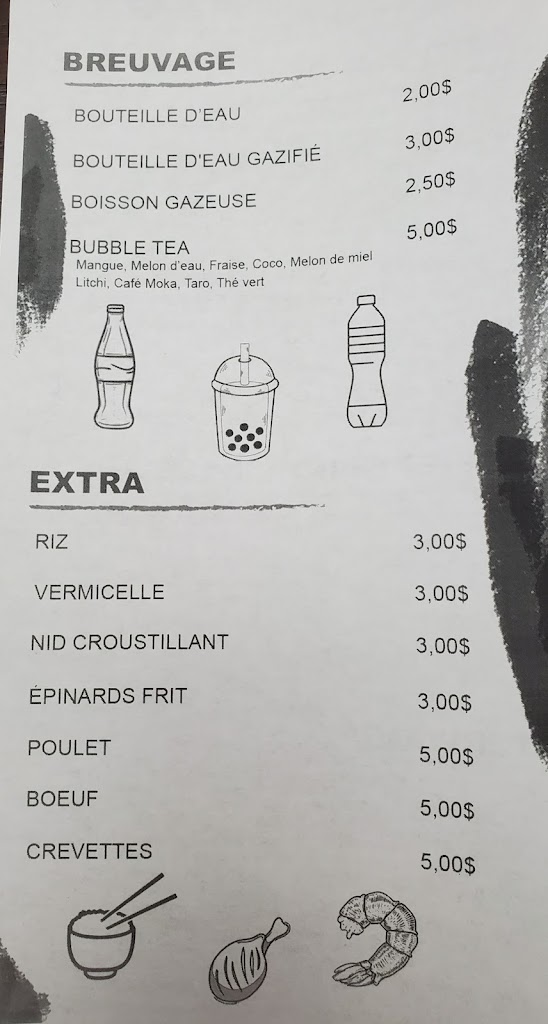 BREUVAGE
BOUTEILLE D'EAU 2,00$
BOUTEILLE D'EAU GAZIFIÉ 3,00$
BOISSON GAZEUSE 2,50$
BUBBLE TEA 5,00$
Mangue, Melon d'eau, Fraise, Coco, Melon de miel
Litchi, Café Moka, Taro, Thé vert
EXTRA
RIZ 3,00$
VERMICELLE 3,00$
NID CROUSTILLANT 3,00$
ÉPINARDS FRIT 3,00$
POULET 5,00$
BOEUF 5,00$
CREVETTES 5,00$